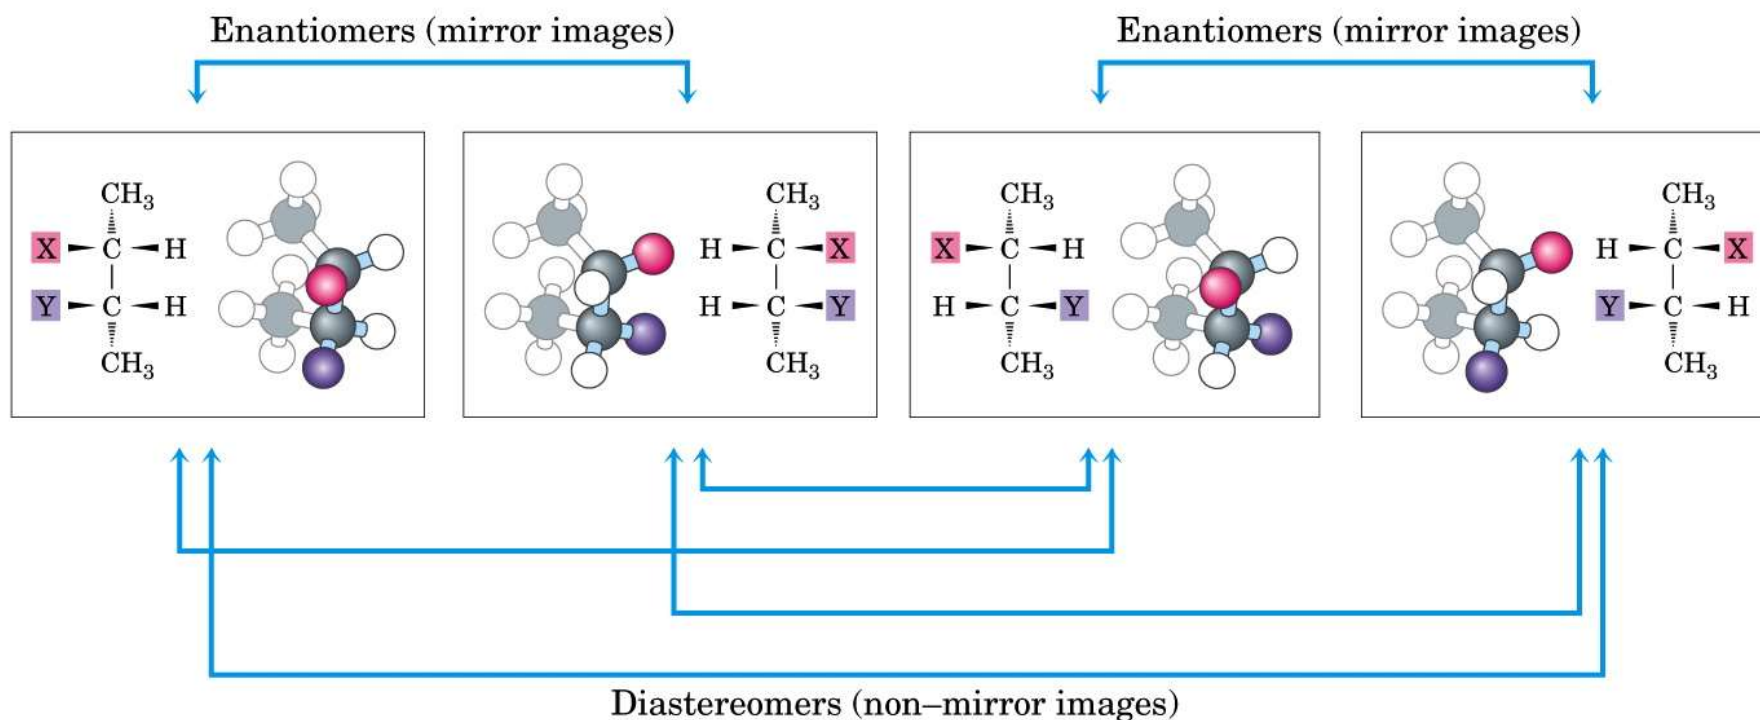 Enantiomers (mirror images)
Enantiomers (mirror images)
CH₃
X C H
Y C H
CH₃
CH₃
H C X
H C Y
CH₃
CH₃
X C H
H C Y
CH₃
CH₃
H C X
Y C H
CH₃
Diastereomers (non–mirror images)